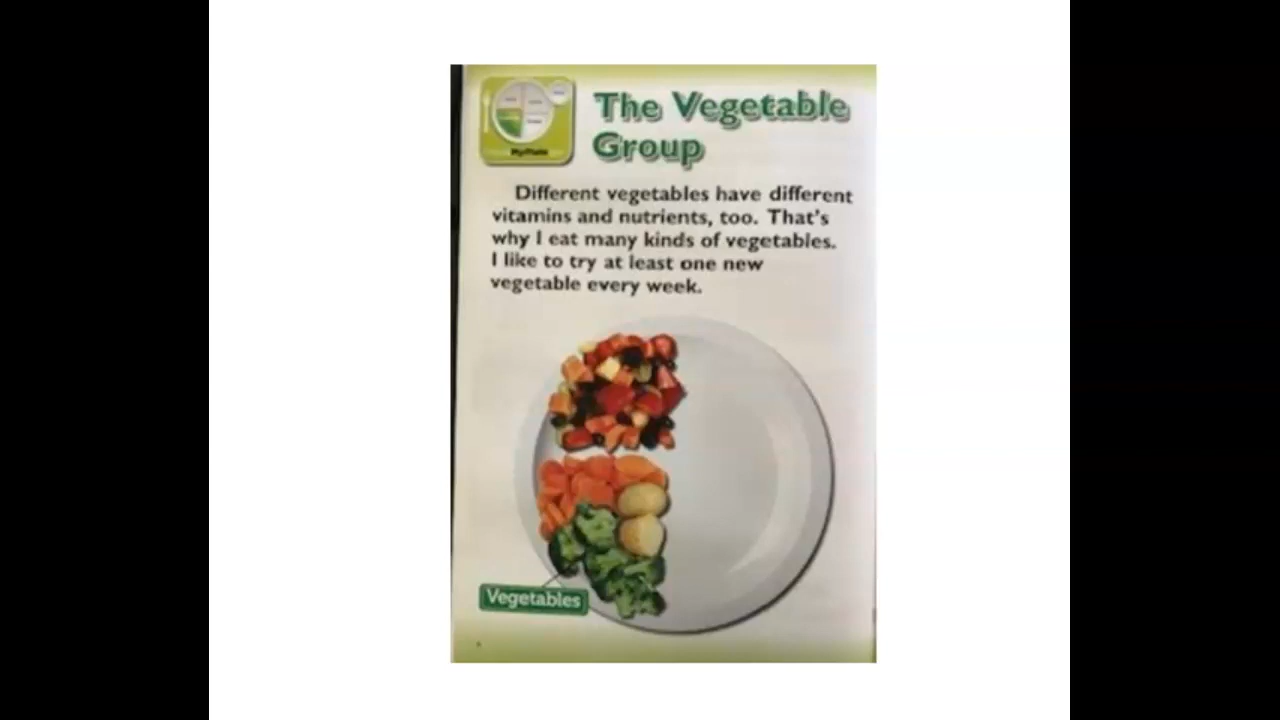 The Vegetable
Group
MyPlate
Different vegetables have different
vitamins and nutrients, too. That's
why I eat many kinds of vegetables.
I like to try at least one new
vegetable every week.
Vegetables